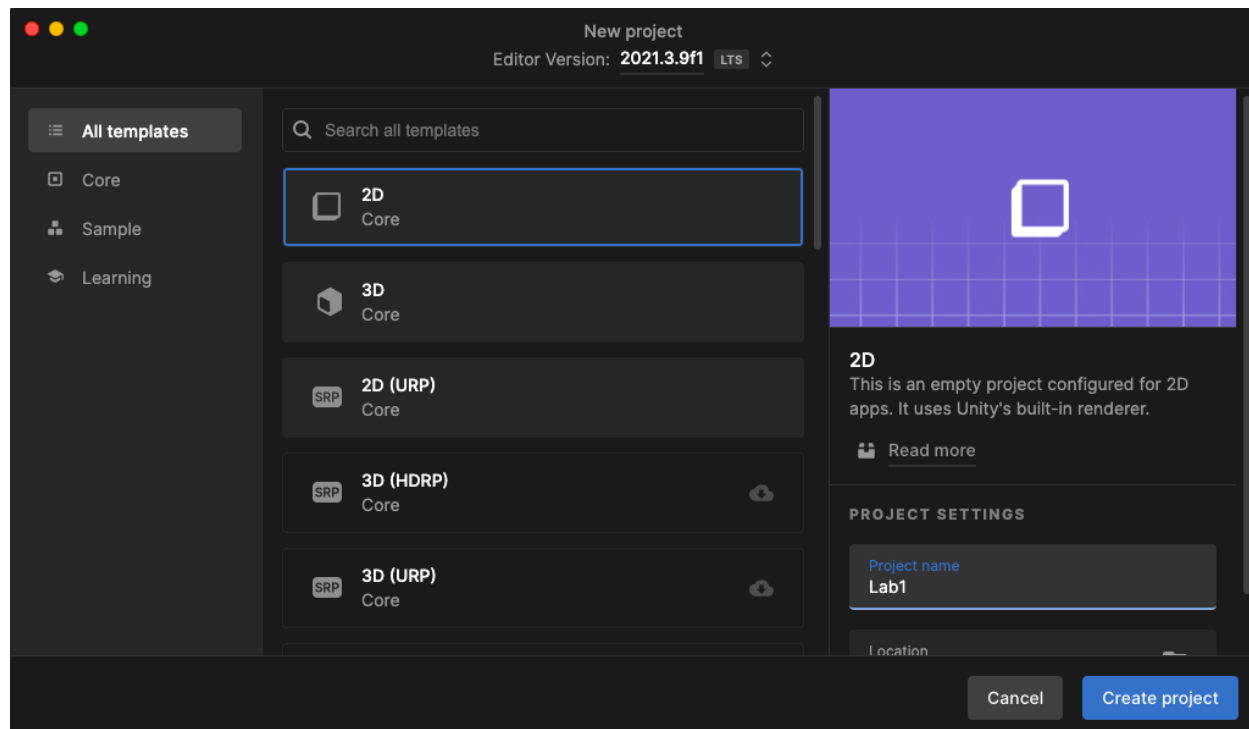 New project
Editor Version: 2021.3.9f1 LTS
All templates
Core
Sample
Learning
Search all templates
2D
Core
3D
Core
SRP
2D (URP)
Core
SRP
3D (HDRP)
Core
SRP
3D (URP)
Core
2D
This is an empty project configured for 2D
apps. It uses Unity's built-in renderer.
Read more
PROJECT SETTINGS
Project name
Lab1
Location
Cancel
Create project